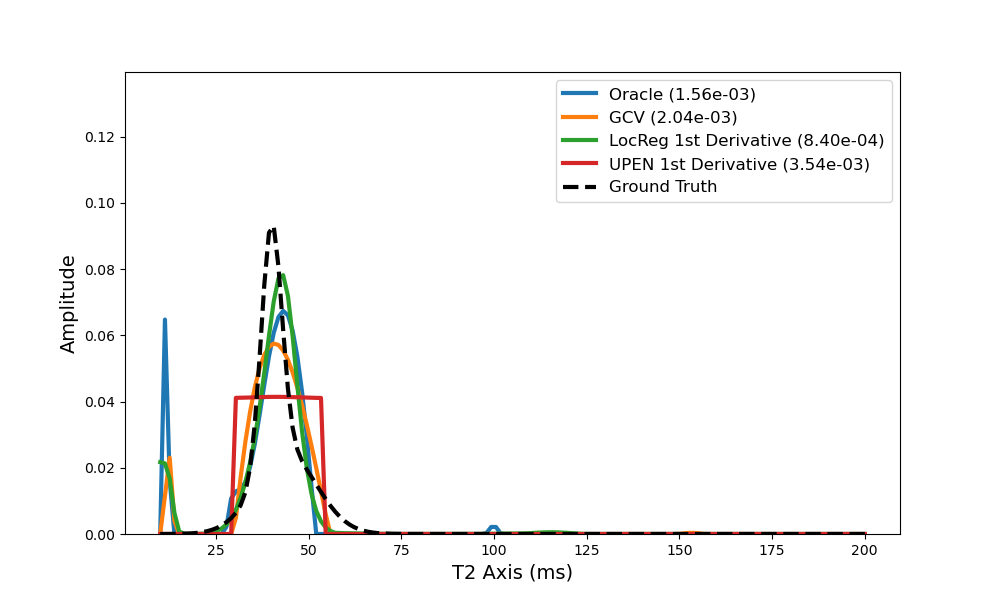 Oracle (1.56e-03)
GCV (2.04e-03)
LocReg 1st Derivative (8.40e-04)
UPEN 1st Derivative (3.54e-03)
Ground Truth
Amplitude
0.12
0.10
0.08
0.06
0.04
0.02
0.00
25 50 75 100 125 150 175 200
T2 Axis (ms)